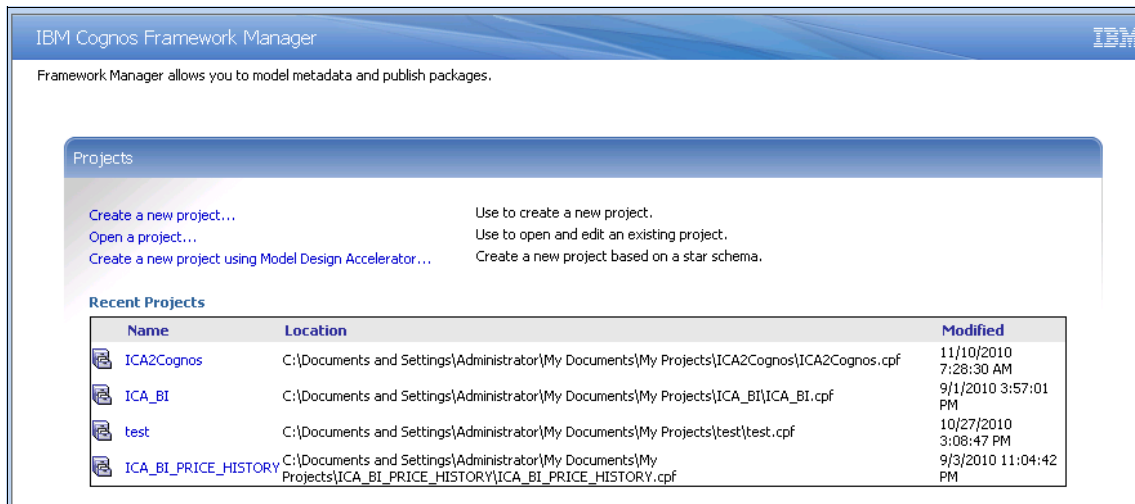 IBM Cognos Framework Manager
IBM
Framework Manager allows you to model metadata and publish packages.
Projects
Create a new project... Use to create a new project.
Open a project... Use to open and edit an existing project.
Create a new project using Model Design Accelerator... Create a new project based on a star schema.
Recent Projects
Name Location Modified
ICA2Cognos C:\Documents and Settings\Administrator\My Documents\My Projects\ICA2Cognos\ICA2Cognos.cpf 11/10/2010
7:28:30 AM
ICA_BI C:\Documents and Settings\Administrator\My Documents\My Projects\ICA_BI\ICA_BI.cpf 9/1/2010 3:57:01
PM
test C:\Documents and Settings\Administrator\My Documents\My Projects\test\test.cpf 10/27/2010
3:08:47 PM
ICA_BI_PRICE_HISTORY C:\Documents and Settings\Administrator\My Documents\My 9/3/2010 11:04:42
Projects\ICA_BI_PRICE_HISTORY\ICA_BI_PRICE_HISTORY.cpf PM